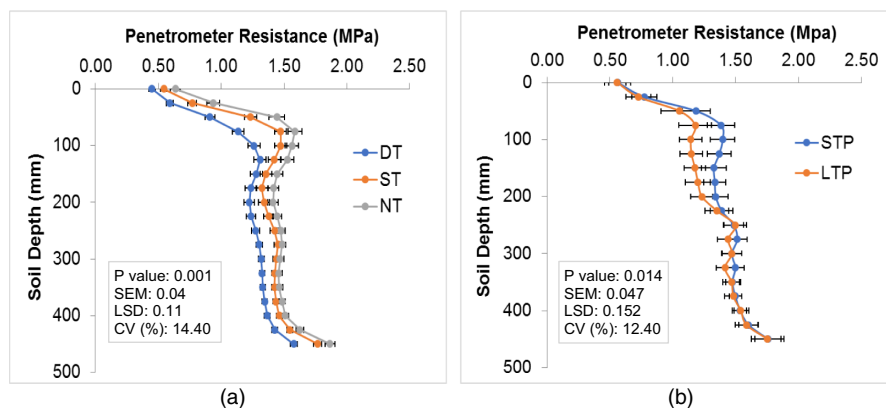 Penetrometer Resistance (MPa)
0.00 0.50 1.00 1.50 2.00 2.50
0
100
200
300
400
500
Soil Depth (mm)
DT
ST
NT
P value: 0.001
SEM: 0.04
LSD: 0.11
CV (%): 14.40
(a)
Penetrometer Resistance (Mpa)
0.00 0.50 1.00 1.50 2.00 2.50
0
100
200
300
400
500
Soil Depth (mm)
STP
LTP
P value: 0.014
SEM: 0.047
LSD: 0.152
CV (%): 12.40
(b)